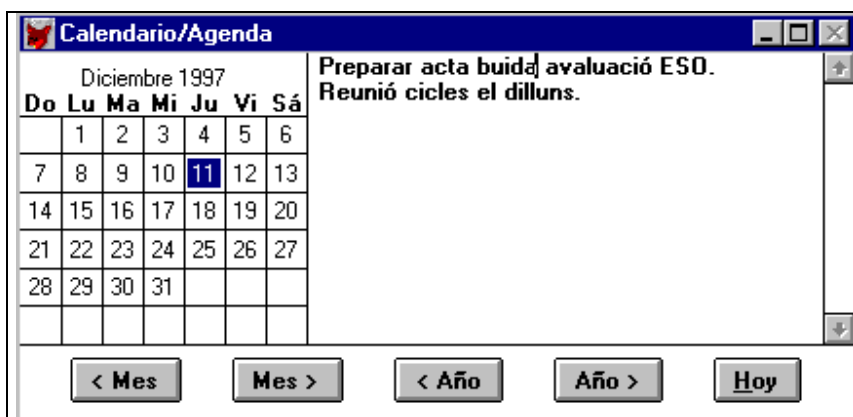 Calendario/Agenda
Diciembre 1997
Do Lu Ma Mi Ju Vi Sá
1 2 3 4 5 6
7 8 9 10 11 12 13
14 15 16 17 18 19 20
21 22 23 24 25 26 27
28 29 30 31
Preparar acta buida avaluació ESO.
Reunió cicles el dilluns.
< Mes Mes > < Año Año > Hoy